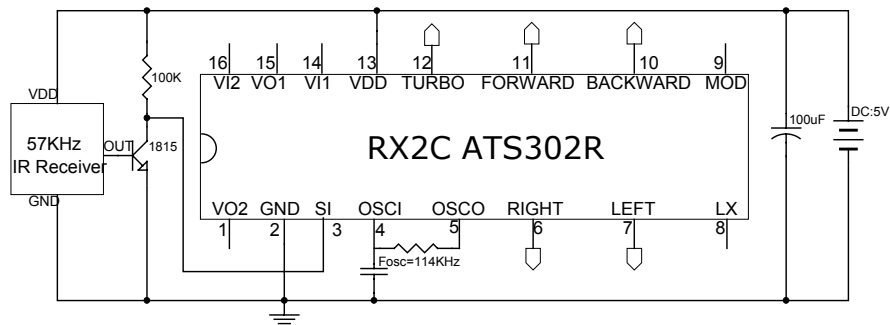 16 15 14 13 12 11 10 9
VI2 VO1 VI1 VDD TURBO FORWARD BACKWARD MOD
100K
VDD
57KHz
IR Receiver
OUT
1815
GND
RX2C ATS302R
100uF
DC:5V
VO2 GND SI OSCI OSCO RIGHT LEFT LX
1 2 3 4 5 6 7 8
Fosc=114KHz